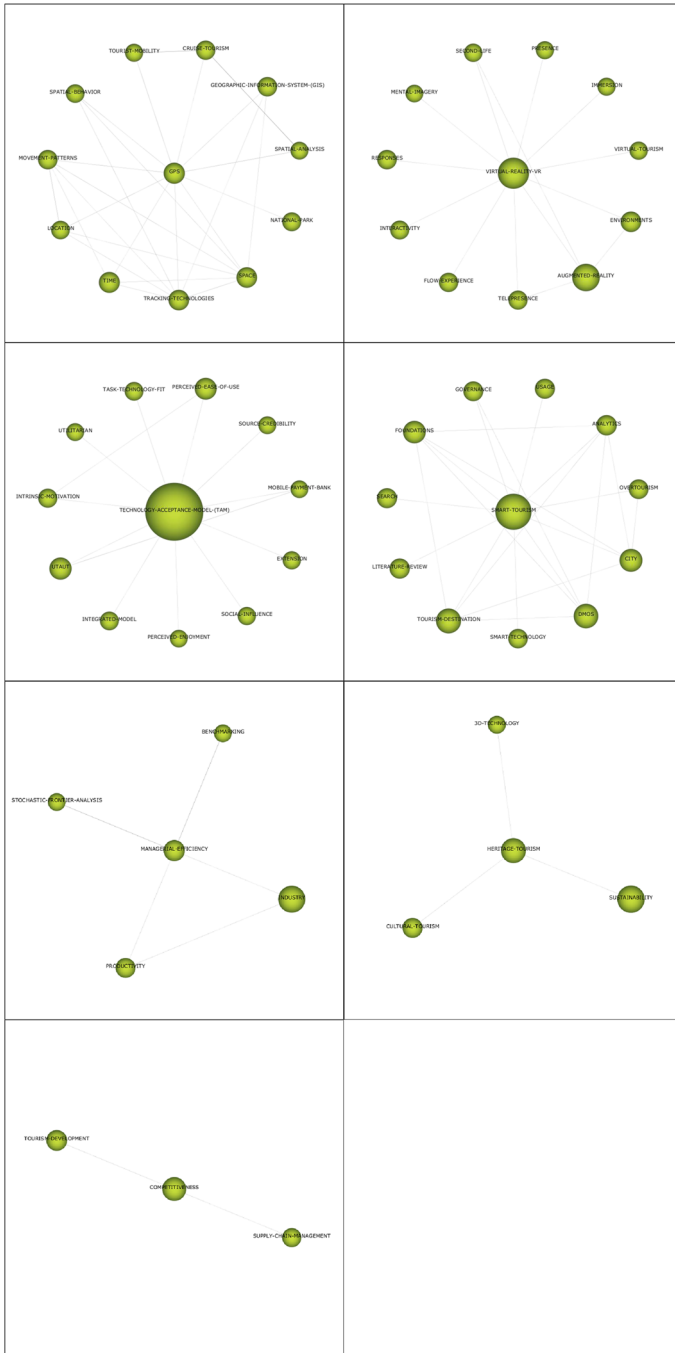 CRUISE-TOURISM
TOURIST-MOBILITY
GEOGRAPHIC-INFORMATION-SYSTEM-(GIS)
SPATIAL-BEHAVIOR
SPATIAL-ANALYSIS
MOVEMENT-PATTERNS
GPS
NATIONAL-PARK
LOCATION
SPACE
TIME
TRACKING-TECHNOLOGIES
SECOND-LIFE
PRESENCE
MENTAL-IMAGERY
IMMERSION
RESPONSES
VIRTUAL-TOURISM
VIRTUAL-REALITY-VR
INTERACTIVITY
ENVIRONMENTS
FLOW-EXPERIENCE
AUGMENTED-REALITY
TELEPRESENCE
TASK-TECHNOLOGY-FIT
PERCEIVED-EASE-OF-USE
UTILITARIAN
SOURCE-CREDIBILITY
INTRINSIC-MOTIVATION
MOBILE-PAYMENT-BANK
TECHNOLOGY-ACCEPTANCE-MODEL-(TAM)
UTAUT
EXTENSION
INTEGRATED-MODEL
SOCIAL-INFLUENCE
PERCEIVED-ENJOYMENT
GOVERNANCE
USAGE
FOUNDATIONS
ANALYTICS
SEARCH
OVERTOURISM
SMART-TOURISM
LITERATURE-REVIEW
CITY
TOURISM-DESTINATION
DMOS
SMART-TECHNOLOGY
BENCHMARKING
STOCHASTIC-FRONTIER-ANALYSIS
MANAGERIAL-EFFICIENCY
INDUSTRY
PRODUCTIVITY
3D-TECHNOLOGY
HERITAGE-TOURISM
SUSTAINABILITY
CULTURAL-TOURISM
TOURISM-DEVELOPMENT
COMPETITIVENESS
SUPPLY-CHAIN-MANAGEMENT